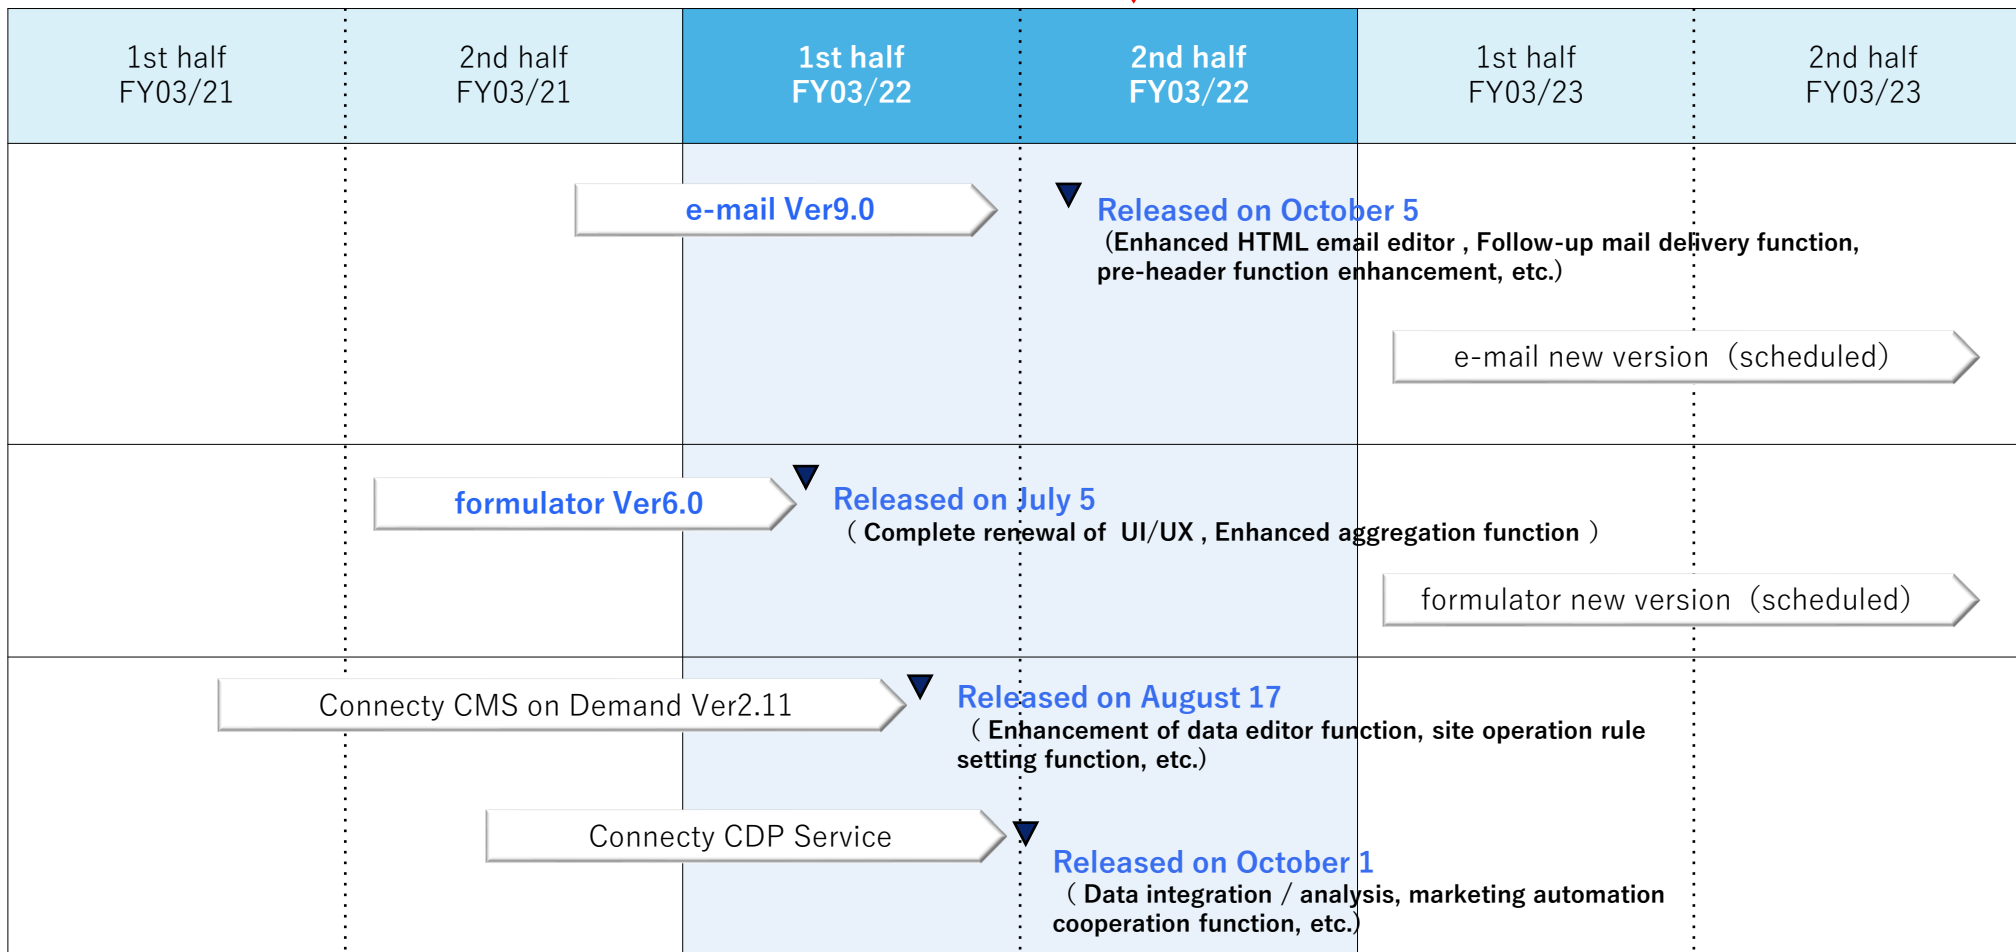 1st half
FY03/21
2nd half
FY03/21
1st half
FY03/22
2nd half
FY03/22
1st half
FY03/23
2nd half
FY03/23
e-mail Ver9.0
Released on October 5
（Enhanced HTML email editor , Follow-up mail delivery function,
pre-header function enhancement, etc.）
e-mail new version（scheduled）
formulator Ver6.0
Released on July 5
（ Complete renewal of UI/UX , Enhanced aggregation function ）
formulator new version（scheduled）
Connecty CMS on Demand Ver2.11
Released on August 17
（ Enhancement of data editor function, site operation rule
setting function, etc.）
Connecty CDP Service
Released on October 1
（ Data integration / analysis, marketing automation
cooperation function, etc.）